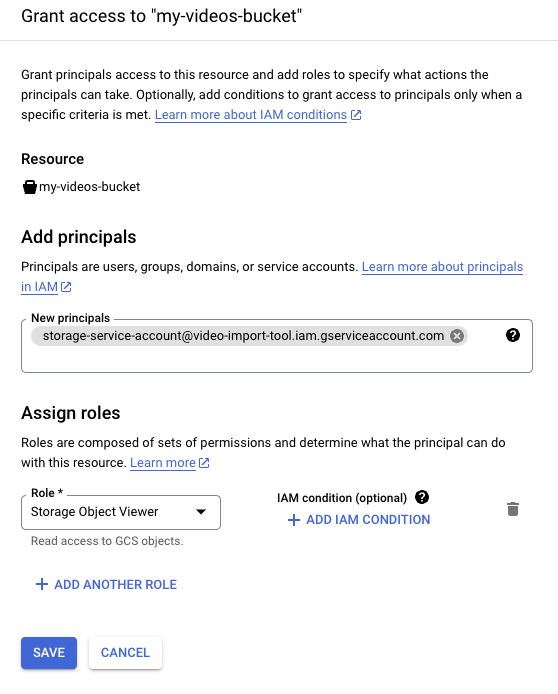 Grant access to "my-videos-bucket"
Grant principals access to this resource and add roles to specify what actions the
principals can take. Optionally, add conditions to grant access to principals only when a
specific criteria is met. Learn more about IAM conditions
Resource
my-videos-bucket
Add principals
Principals are users, groups, domains, or service accounts. Learn more about principals
in IAM
New principals
storage-service-account@video-import-tool.iam.gserviceaccount.com
Assign roles
Roles are composed of sets of permissions and determine what the principal can do
with this resource. Learn more
Role *
Storage Object Viewer
Read access to GCS objects.
IAM condition (optional)
ADD IAM CONDITION
ADD ANOTHER ROLE
SAVE
CANCEL